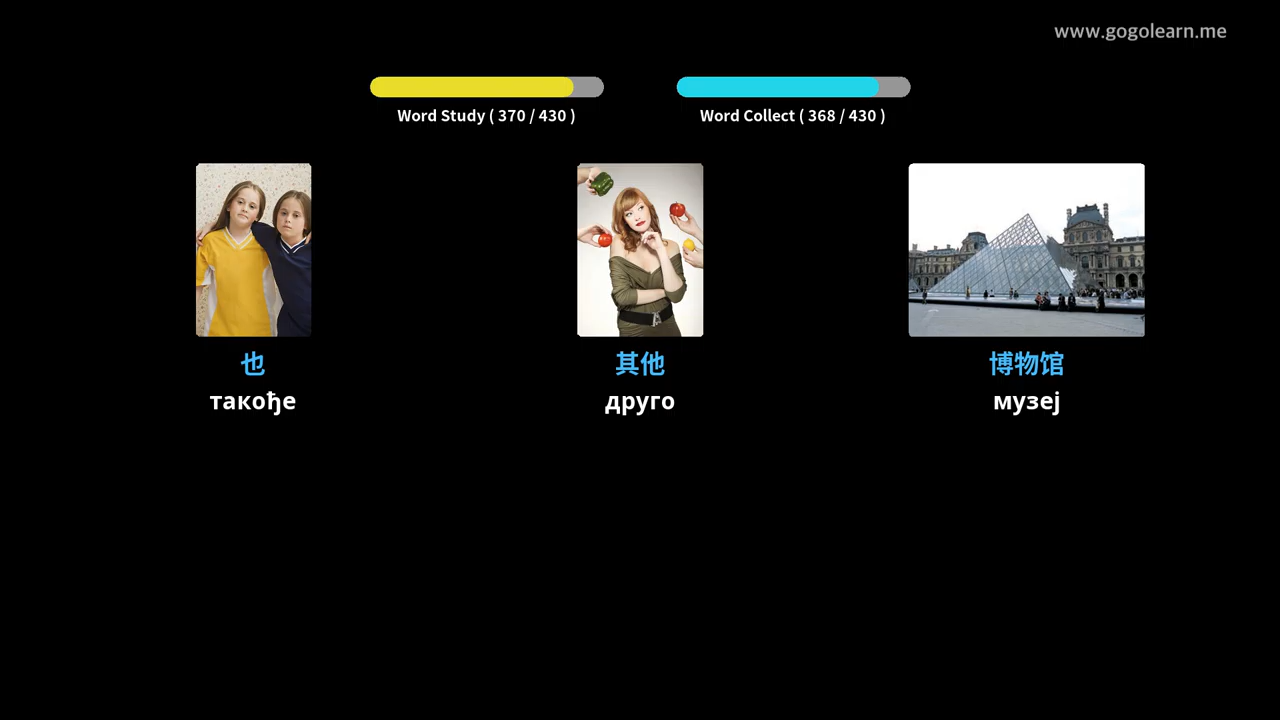 www.gogolearn.me
Word Study ( 370 / 430 )
Word Collect ( 368 / 430 )
也
такође
其他
друго
博物馆
музеј